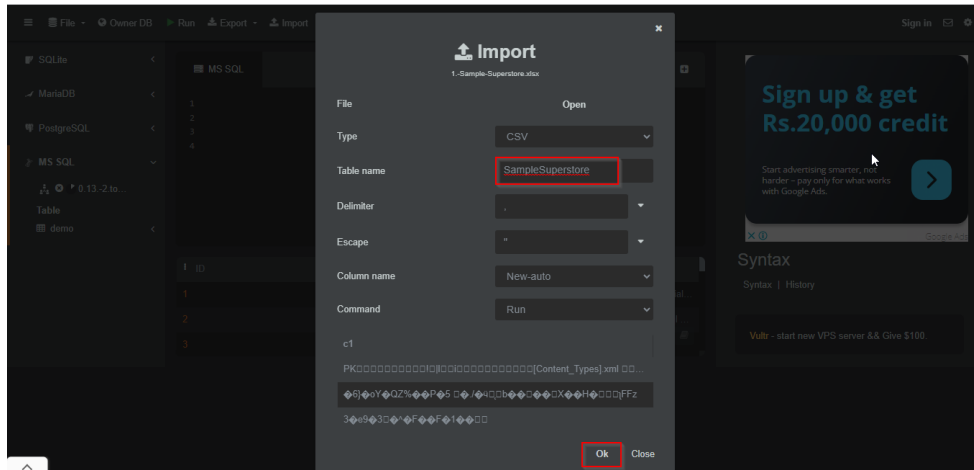 File Owner DB Run Export Import Sign in
SQLite
MariaDB
PostgreSQL
MS SQL
0.13.-2.to...
Table
demo
MS SQL
1
2
3
4
ID
1
2
3
Import
1.-Sample-Superstore.xlsx
File Open
Type CSV
Table name SampleSuperstore
Delimiter ,
Escape "
Column name New-auto
Command Run
c1
[Content_Types].xml
Ok Close
Sign up & get
Rs.20,000 credit
Start advertising smarter, not
harder – pay only for what works
with Google Ads.
Google Ads
Syntax
Syntax | History
Vultr - start new VPS server && Give $100.